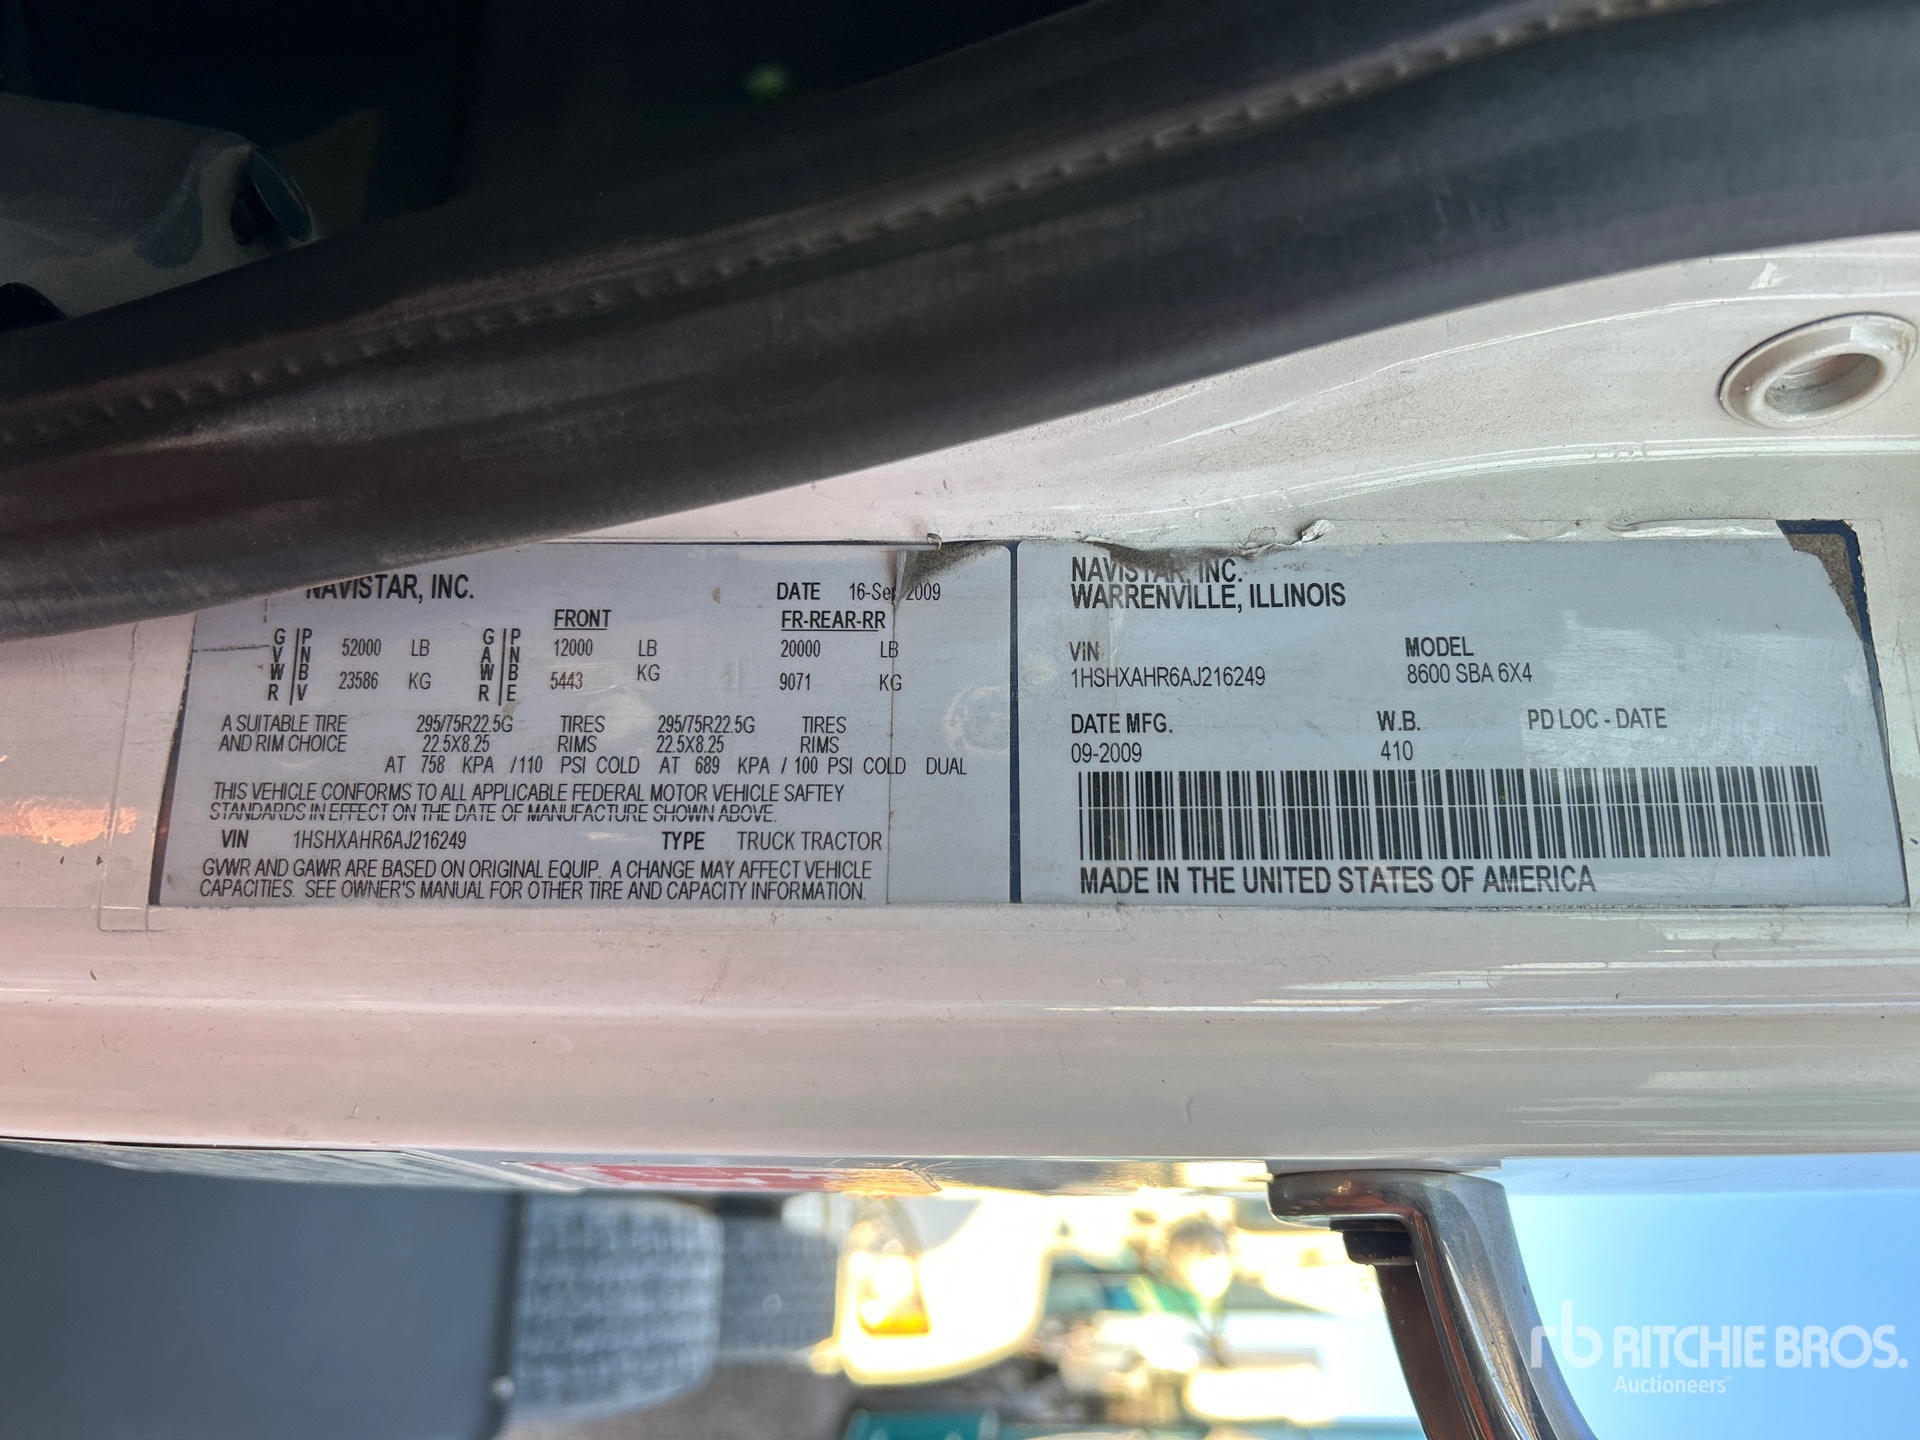 NAVISTAR, INC.
DATE 16-Sep 2009
FRONT FR-REAR-RR
GVWR PNBV 52000 LB GAWR PNBE 12000 LB 20000 LB
23586 KG 5443 KG 9071 KG
A SUITABLE TIRE 295/75R22.5G TIRES 295/75R22.5G TIRES
AND RIM CHOICE 22.5X8.25 RIMS 22.5X8.25 RIMS
AT 758 KPA /110 PSI COLD AT 689 KPA / 100 PSI COLD DUAL
THIS VEHICLE CONFORMS TO ALL APPLICABLE FEDERAL MOTOR VEHICLE SAFTEY
STANDARDS IN EFFECT ON THE DATE OF MANUFACTURE SHOWN ABOVE.
VIN 1HSHXAHR6AJ216249 TYPE TRUCK TRACTOR
GVWR AND GAWR ARE BASED ON ORIGINAL EQUIP. A CHANGE MAY AFFECT VEHICLE
CAPACITIES. SEE OWNER'S MANUAL FOR OTHER TIRE AND CAPACITY INFORMATION.
NAVISTAR, INC.
WARRENVILLE, ILLINOIS
VIN MODEL
1HSHXAHR6AJ216249 8600 SBA 6X4
DATE MFG. W.B. PD LOC - DATE
09-2009 410
MADE IN THE UNITED STATES OF AMERICA
rb RITCHIE BROS.
Auctioneers